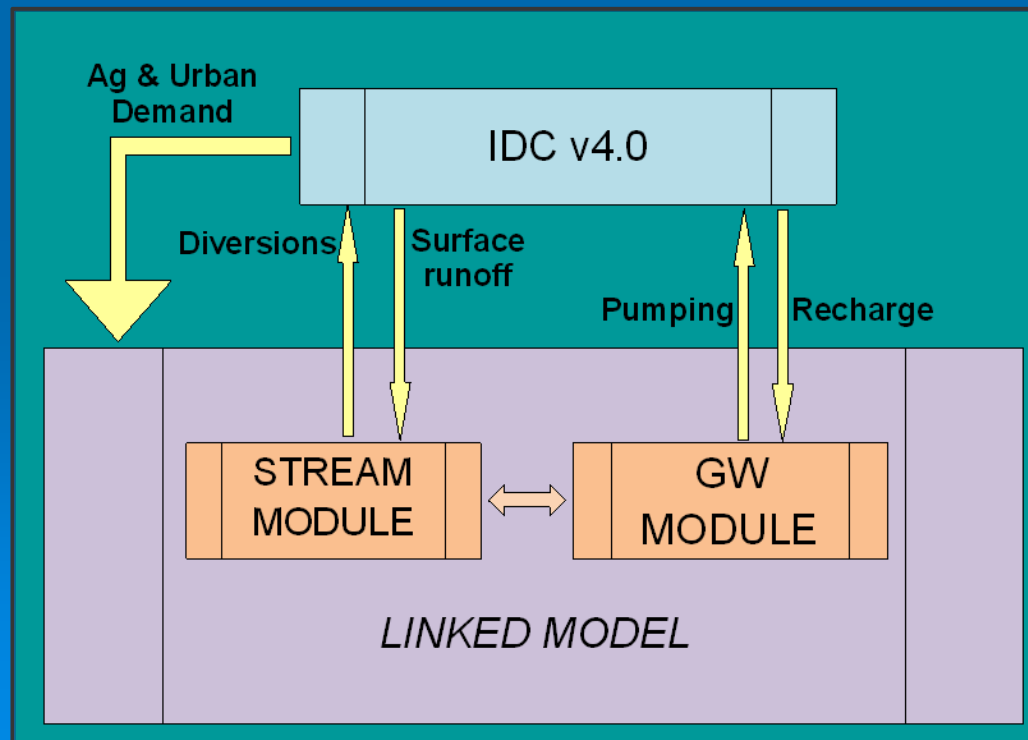 Ag & Urban
Demand
IDC v4.0
Diversions
Surface
runoff
Pumping
Recharge
STREAM
MODULE
GW
MODULE
LINKED MODEL